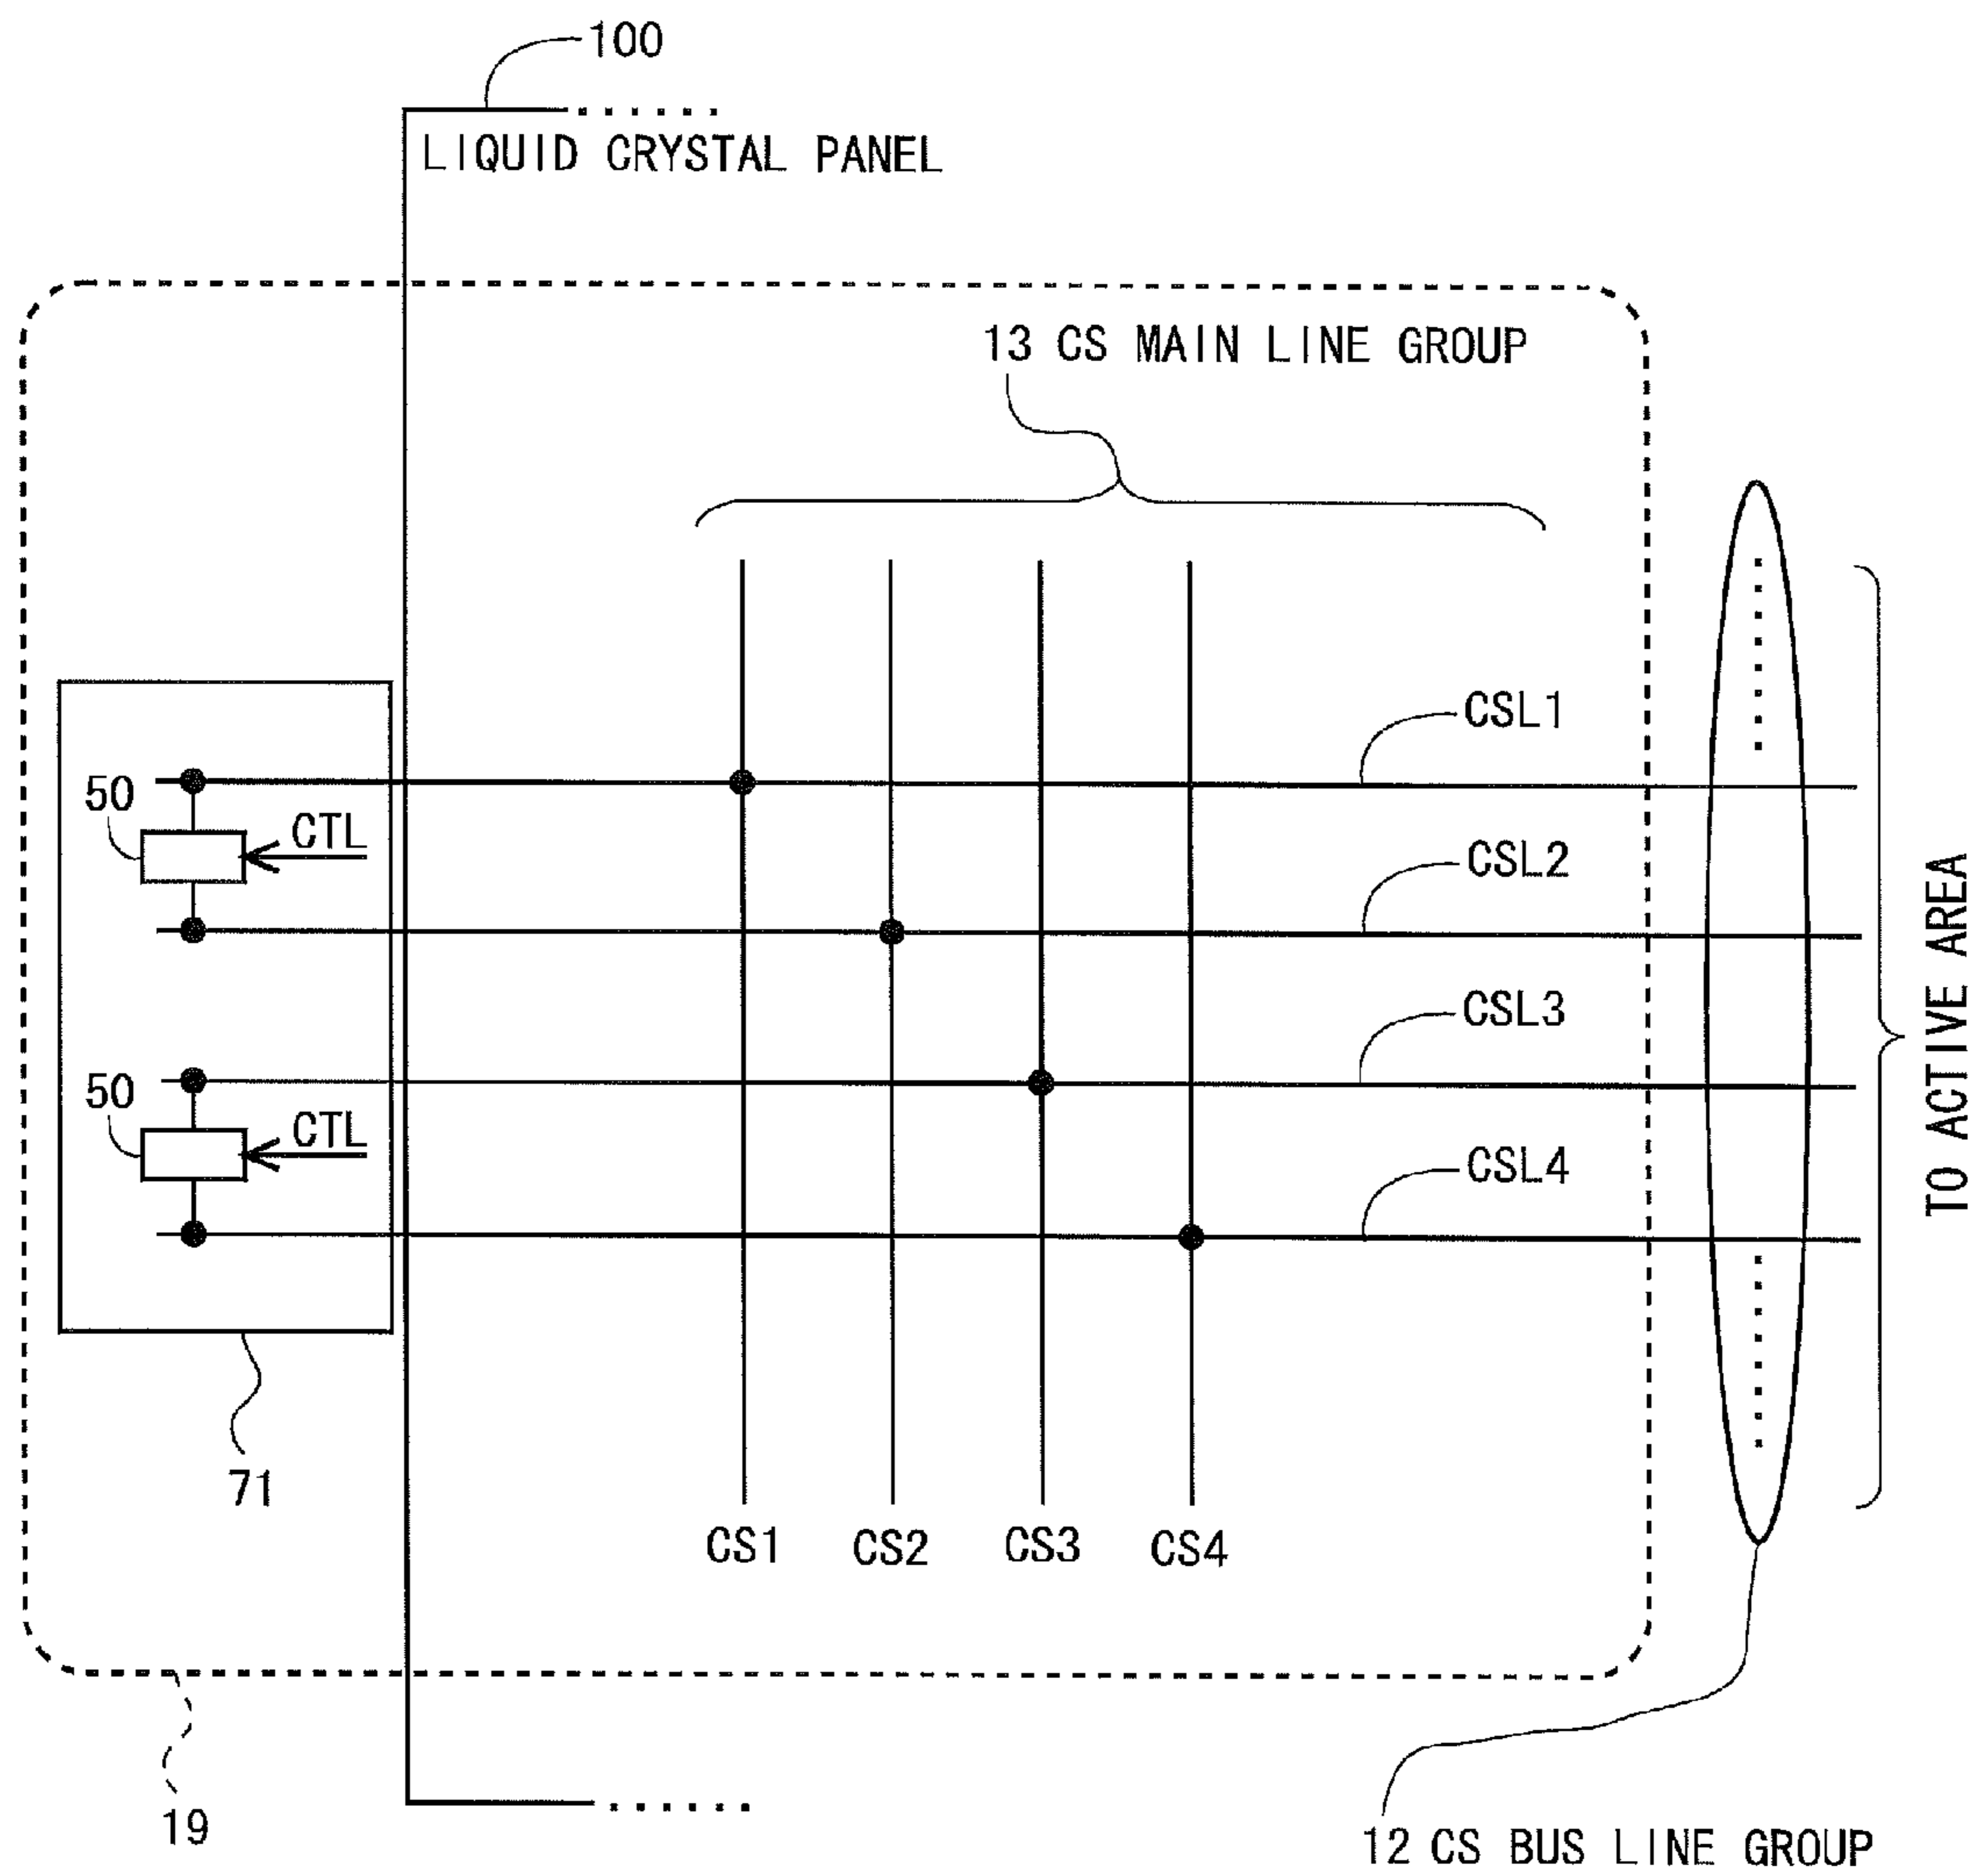 100
LIQUID CRYSTAL PANEL
13 CS MAIN LINE GROUP
CSL1
50
CTL
CSL2
CSL3
50
CTL
CSL4
TO ACTIVE AREA
71
CS1 CS2 CS3 CS4
19
12 CS BUS LINE GROUP